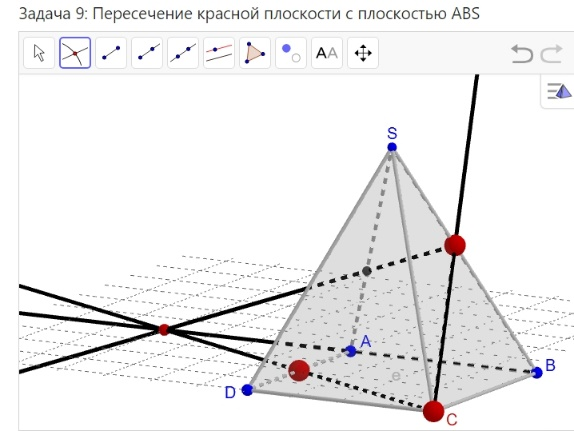 Задача 9: Пересечение красной плоскости с плоскостью ABS
AA
S
A
B
e
D
C